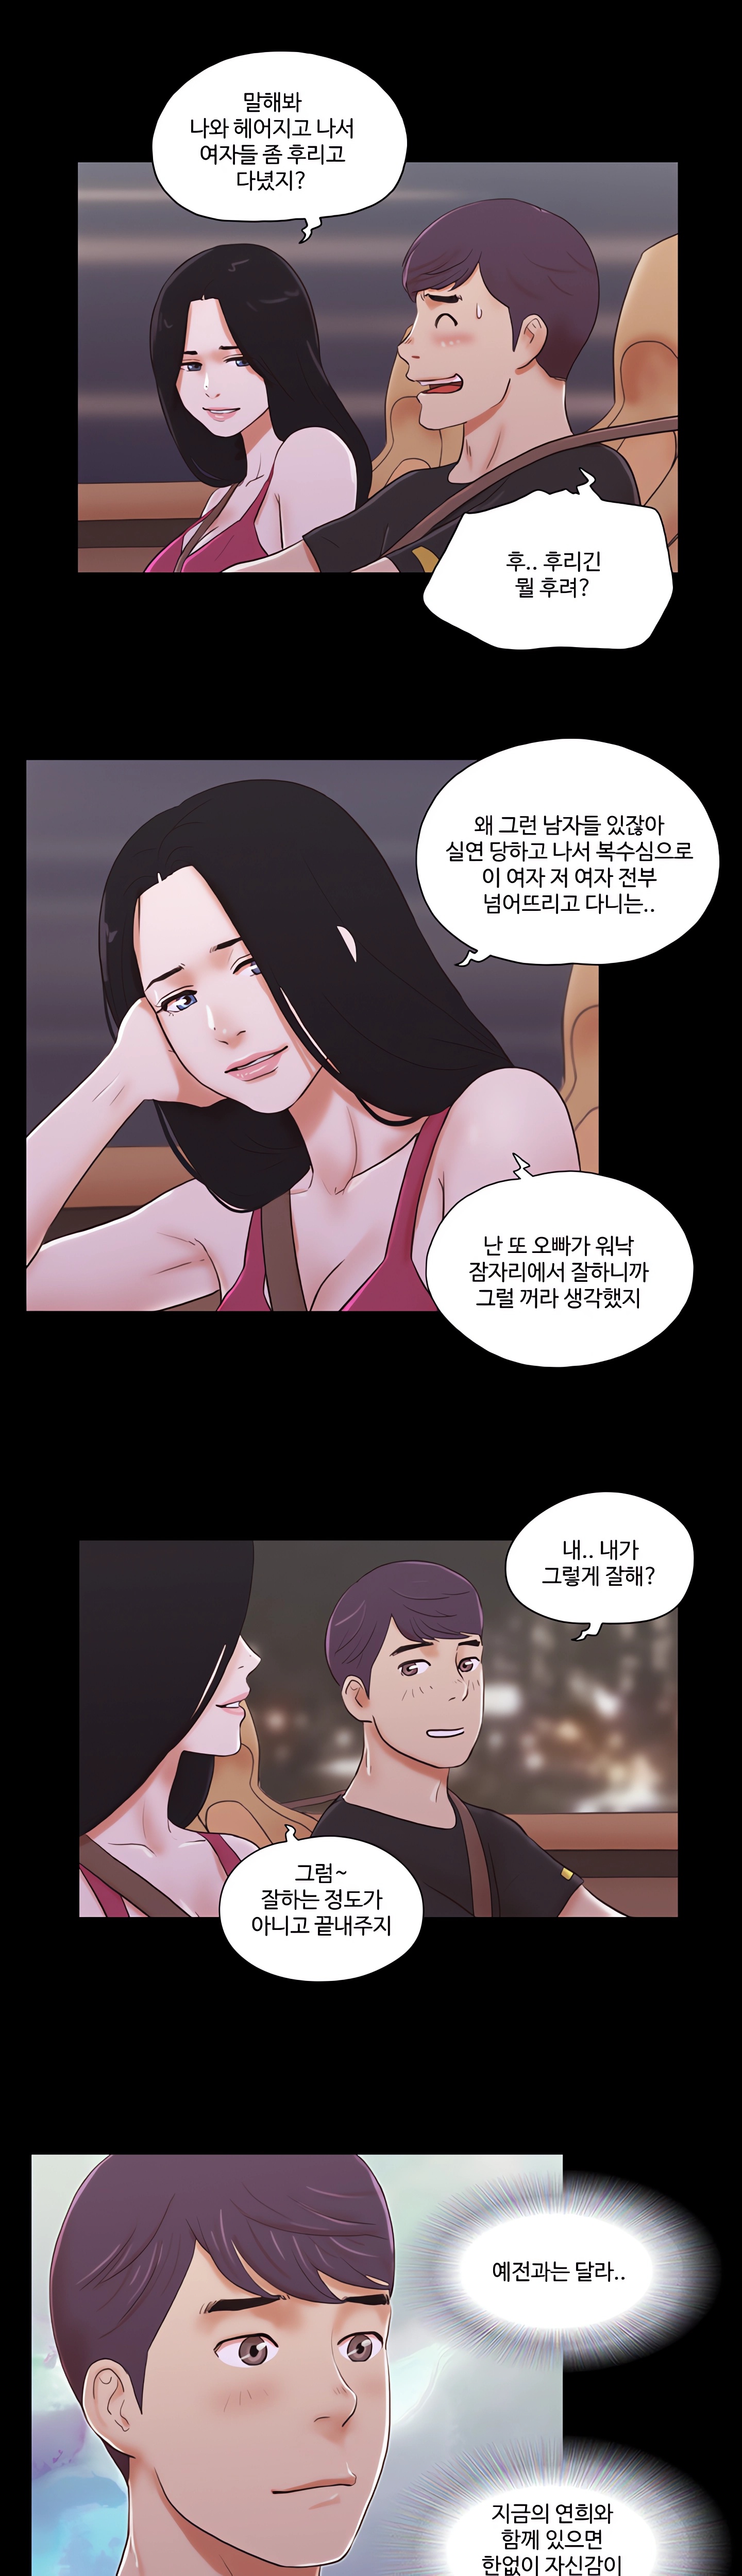 말해봐
나와 헤어지고 나서
여자들 좀 후리고
다녔지?
후.. 후리긴
뭘 후려?
왜 그런 남자들 있잖아
실연 당하고 나서 복수심으로
이 여자 저 여자 전부
넘어뜨리고 다니는..
난 또 오빠가 워낙
잠자리에서 잘하니까
그럴 꺼라 생각했지
내.. 내가
그렇게 잘해?
그럼~
잘하는 정도가
아니고 끝내주지
예전과는 달라..
지금의 연희와
함께 있으면
한없이 자신감이